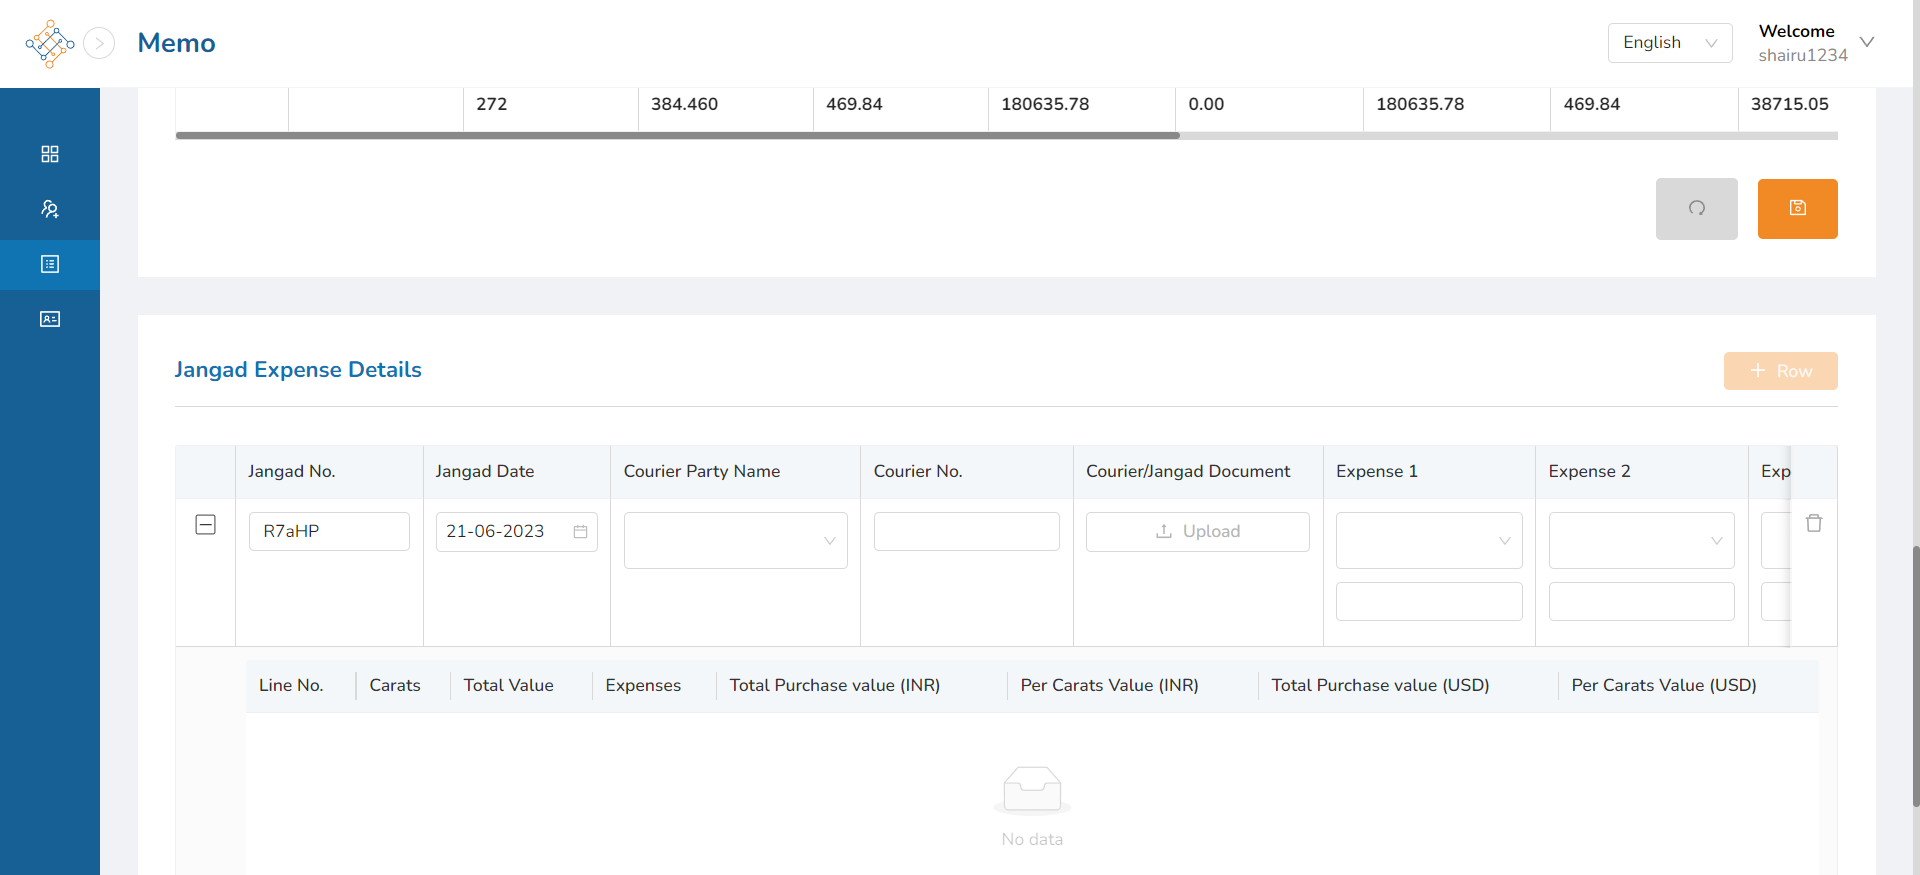 Memo
English
Welcome
shairu1234
272 384.460 469.84 180635.78 0.00 180635.78 469.84 38715.05
Jangad Expense Details
+ Row
Jangad No. Jangad Date Courier Party Name Courier No. Courier/Jangad Document Expense 1 Expense 2 Exp
R7aHP 21-06-2023 Upload
Line No. Carats Total Value Expenses Total Purchase value (INR) Per Carats Value (INR) Total Purchase value (USD) Per Carats Value (USD)
No data